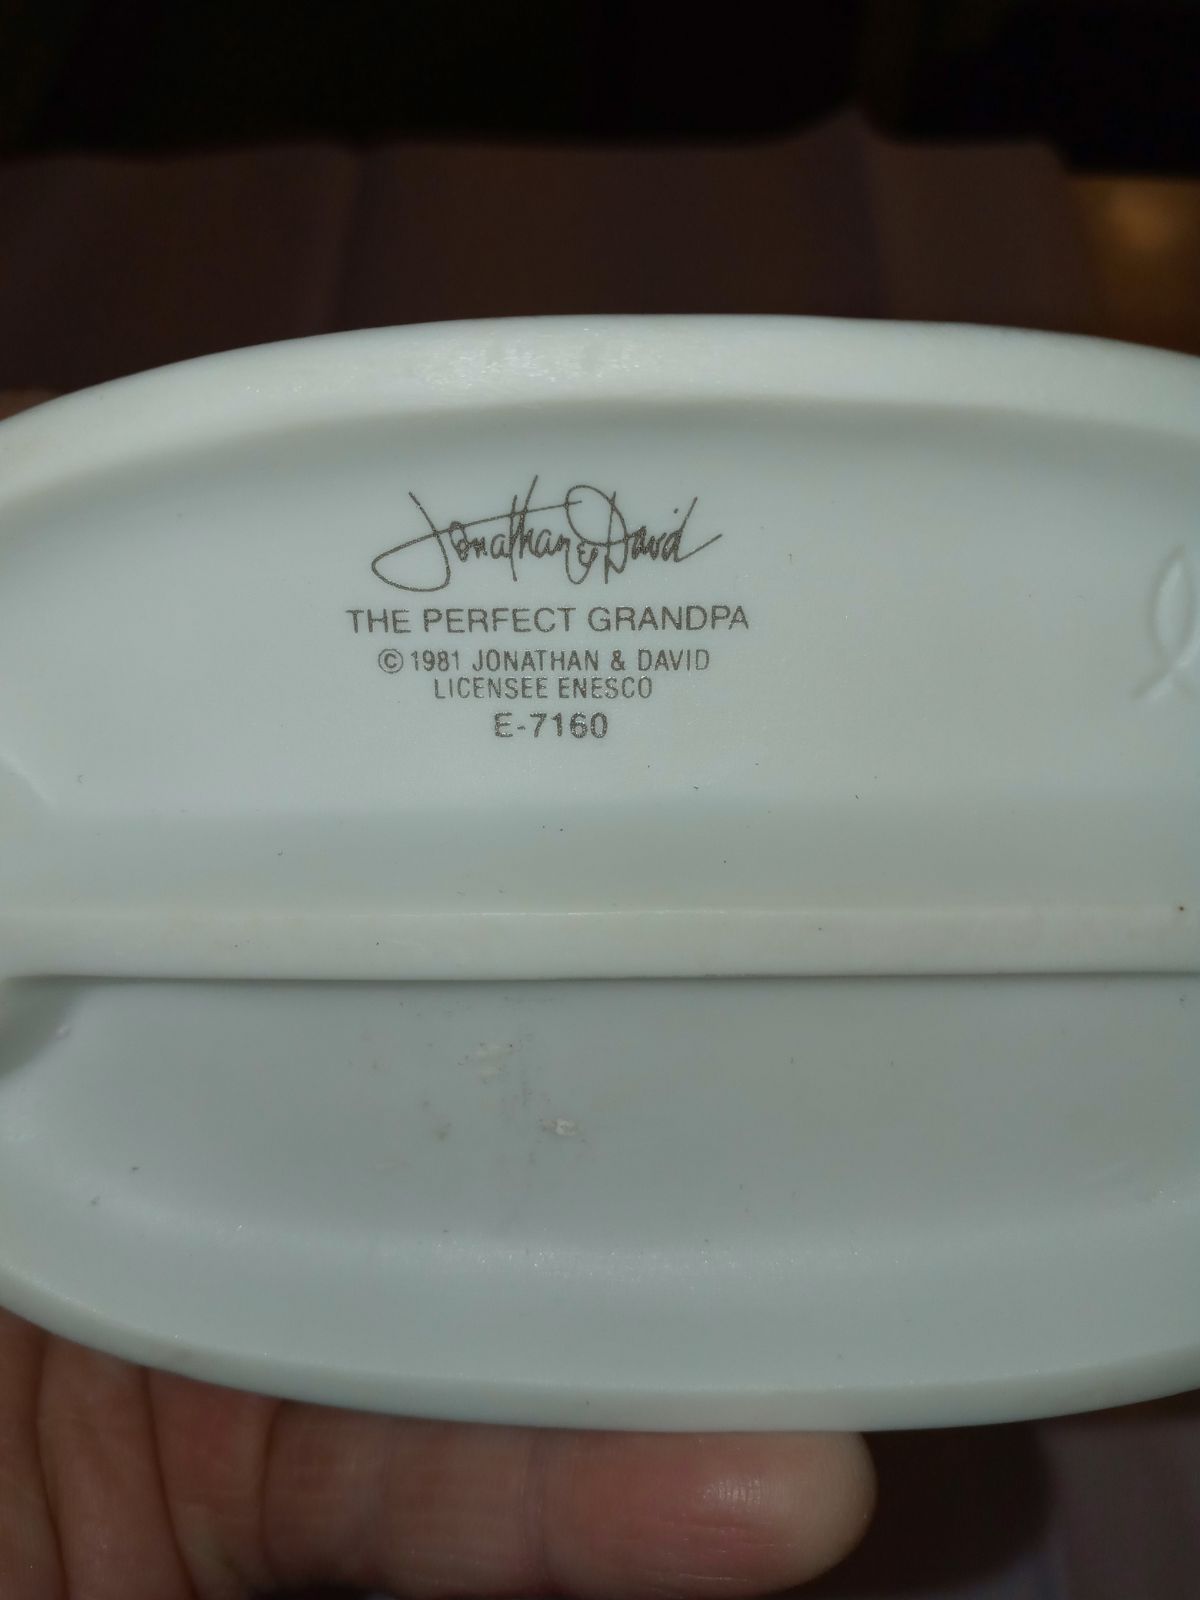 Jonathan & David
THE PERFECT GRANDPA
© 1981 JONATHAN & DAVID
LICENSEE ENESCO
E-7160